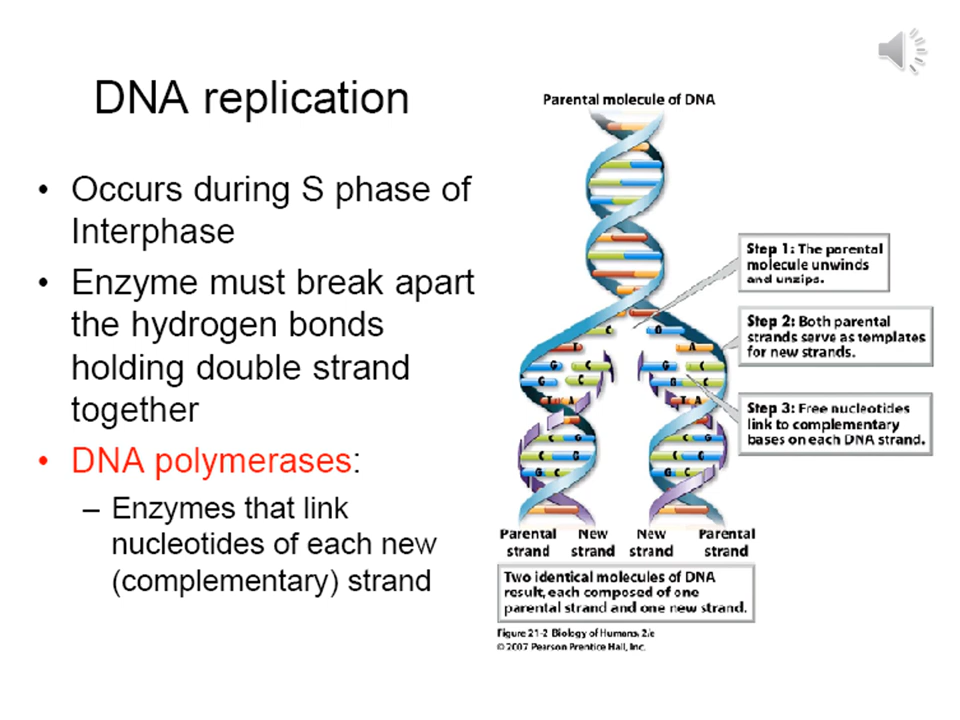 DNA replication
• Occurs during S phase of
Interphase
• Enzyme must break apart
the hydrogen bonds
holding double strand
together
• DNA polymerases:
– Enzymes that link
nucleotides of each new
(complementary) strand
Parental molecule of DNA
Step 1: The parental
molecule unwinds
and unzips.
Step 2: Both parental
strands serve as templates
for new strands.
Step 3: Free nucleotides
link to complementary
bases on each DNA strand.
C G
T A
G C G C
G C G C
T A T A
C G C G
G C G C
Parental New New Parental
strand strand strand strand
Two identical molecules of DNA
result, each composed of one
parental strand and one new strand.
Figure 21-2 Biology of Humans, 2/e
© 2007 Pearson Prentice Hall, Inc.